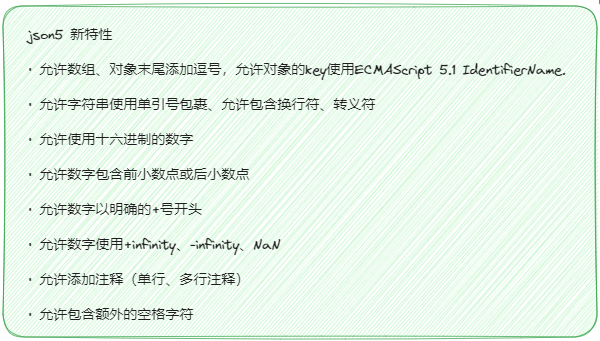 json5 新特性
· 允许数组、对象末尾添加逗号，允许对象的key使用ECMAScript 5.1 IdentifierName.
· 允许字符串使用单引号包裹、允许包含换行符、转义符
· 允许使用十六进制的数字
· 允许数字包含前小数点或后小数点
· 允许数字以明确的+号开头
· 允许数字使用+infinity、-infinity、NaN
· 允许添加注释（单行、多行注释）
· 允许包含额外的空格字符